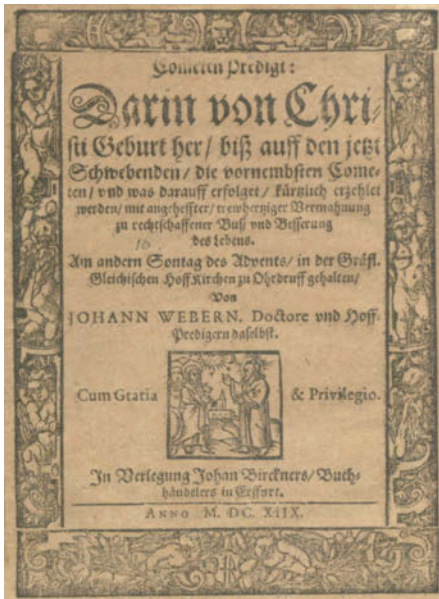 Cometen Predigt:
Darin von Chri-
sti Geburt her/ biß auff den jetzt
Schwebenden/ die vornembsten Come-
ten/ vnd was darauff erfolget/ kürtzlich erzehlet
werden/ mit angeheffter/ trewhertziger Vermahnung
zu rechtschaffener Buß vnd Besserung
des Lebens.
Am andern Sontag des Advents/ in der Gräfl.
Gleichischen Hoff Kirchen zu Ohrdruff gehalten/
Von
JOHANN WEBERN, Doctore vnd Hoff-
Predigern daselbst.
Cum Gratia & Privilegio.
In Verlegung Johan Birckners/ Buch-
händelers in Erffort.
ANNO M. DC. XIIX.